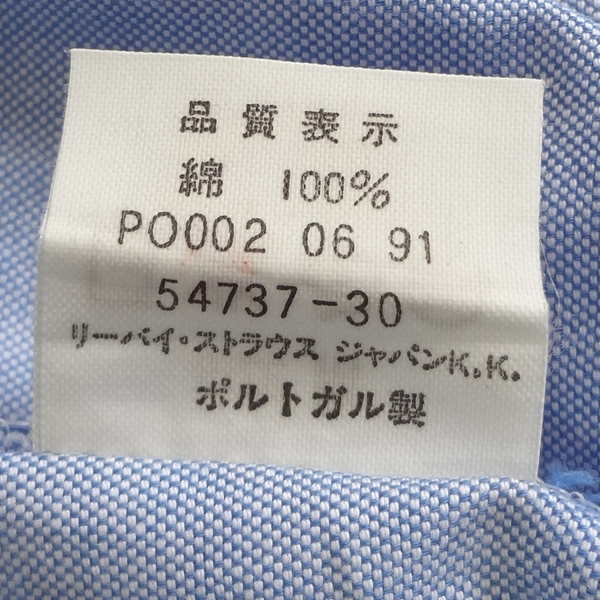 品質表示
綿 100%
PO002 06 91
54737-30
リーバイ・ストラウス ジャパンK.K.
ポルトガル製